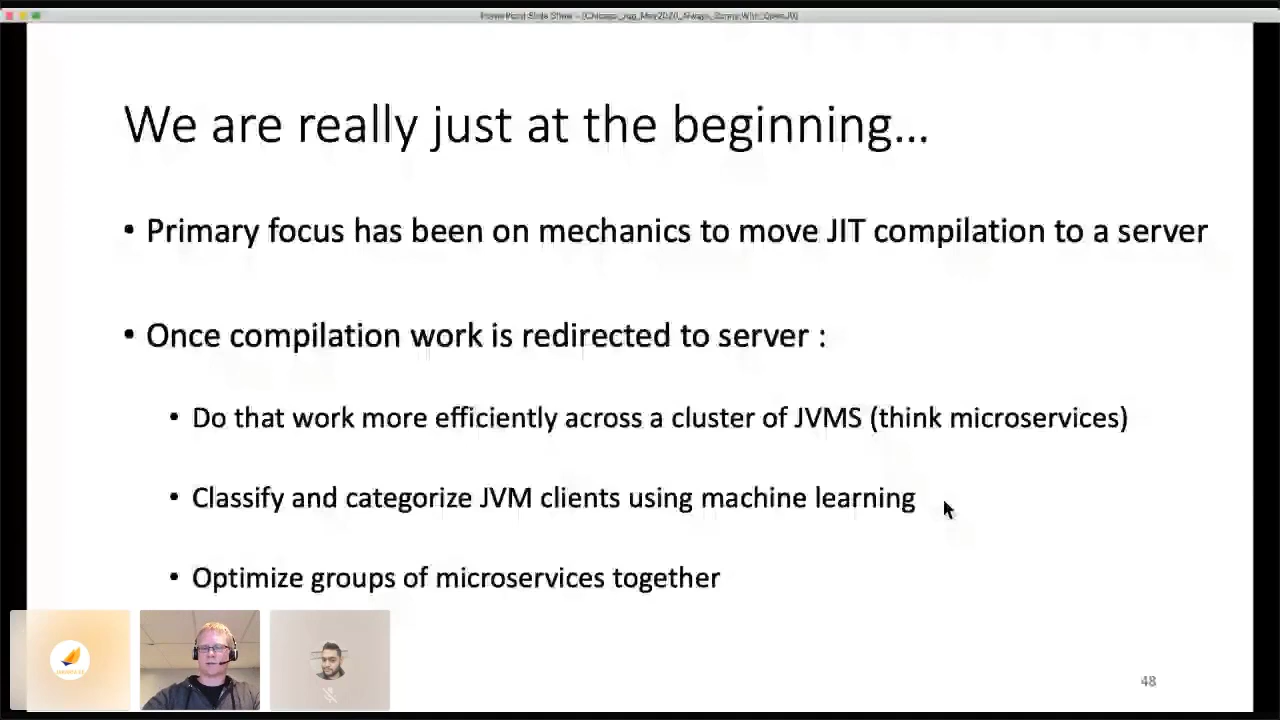 We are really just at the beginning...
• Primary focus has been on mechanics to move JIT compilation to a server
• Once compilation work is redirected to server :
• Do that work more efficiently across a cluster of JVMS (think microservices)
• Classify and categorize JVM clients using machine learning
• Optimize groups of microservices together
48